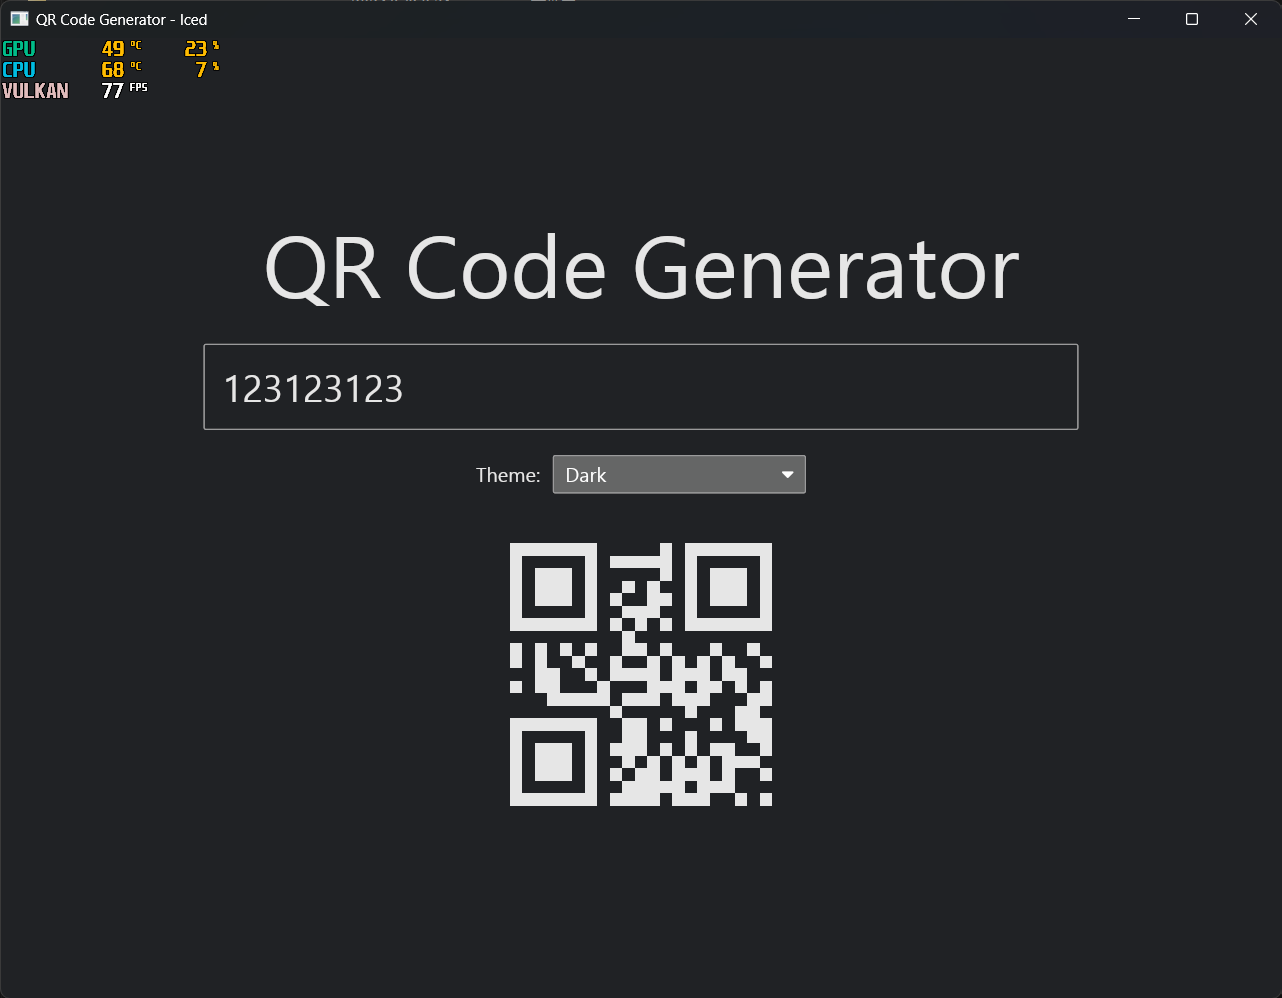 QR Code Generator - Iced
GPU 49 °C 23 %
CPU 68 °C 7 %
VULKAN 77 FPS
QR Code Generator
123123123
Theme: Dark